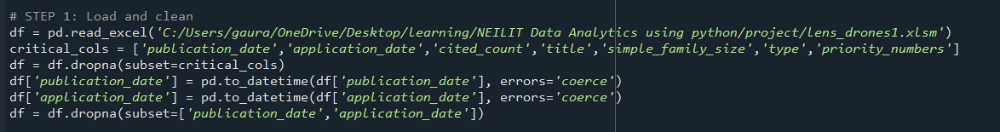 # STEP 1: Load and clean
df = pd.read_excel('C:/Users/gaura/OneDrive/Desktop/learning/NEILIT Data Analytics using python/project/lens_drones1.xlsm')
critical_cols = ['publication_date','application_date','cited_count','title','simple_family_size','type','priority_numbers']
df = df.dropna(subset=critical_cols)
df['publication_date'] = pd.to_datetime(df['publication_date'], errors='coerce')
df['application_date'] = pd.to_datetime(df['application_date'], errors='coerce')
df = df.dropna(subset=['publication_date','application_date'])